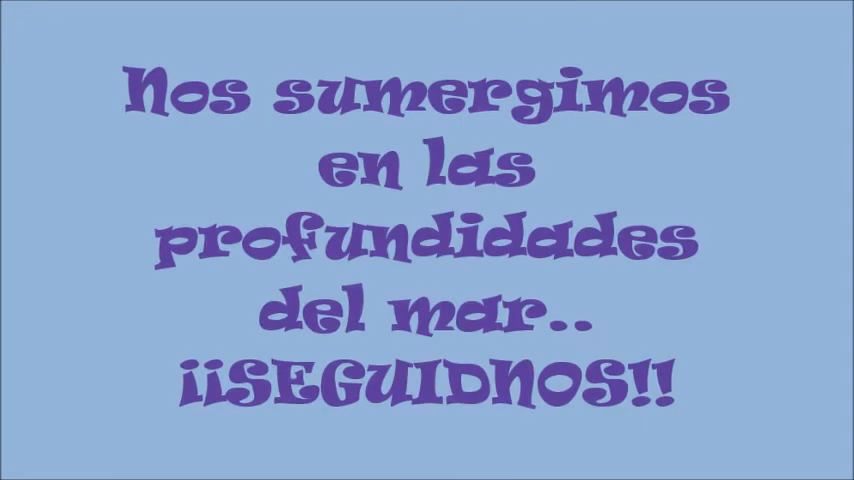 Nos sumergimos
en las
profundidades
del mar..
¡¡SEGUIDNOS!!